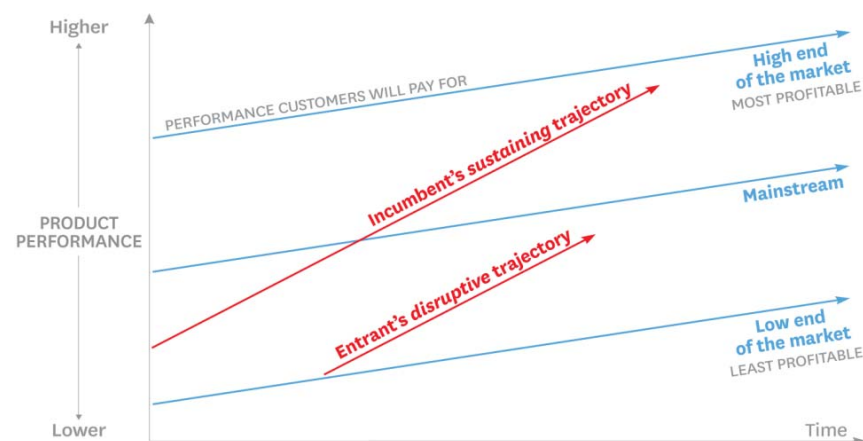 Higher
PERFORMANCE CUSTOMERS WILL PAY FOR
High end
of the market
MOST PROFITABLE
Incumbent's sustaining trajectory
Mainstream
PRODUCT
PERFORMANCE
Entrant's disruptive trajectory
Low end
of the market
LEAST PROFITABLE
Lower
Time